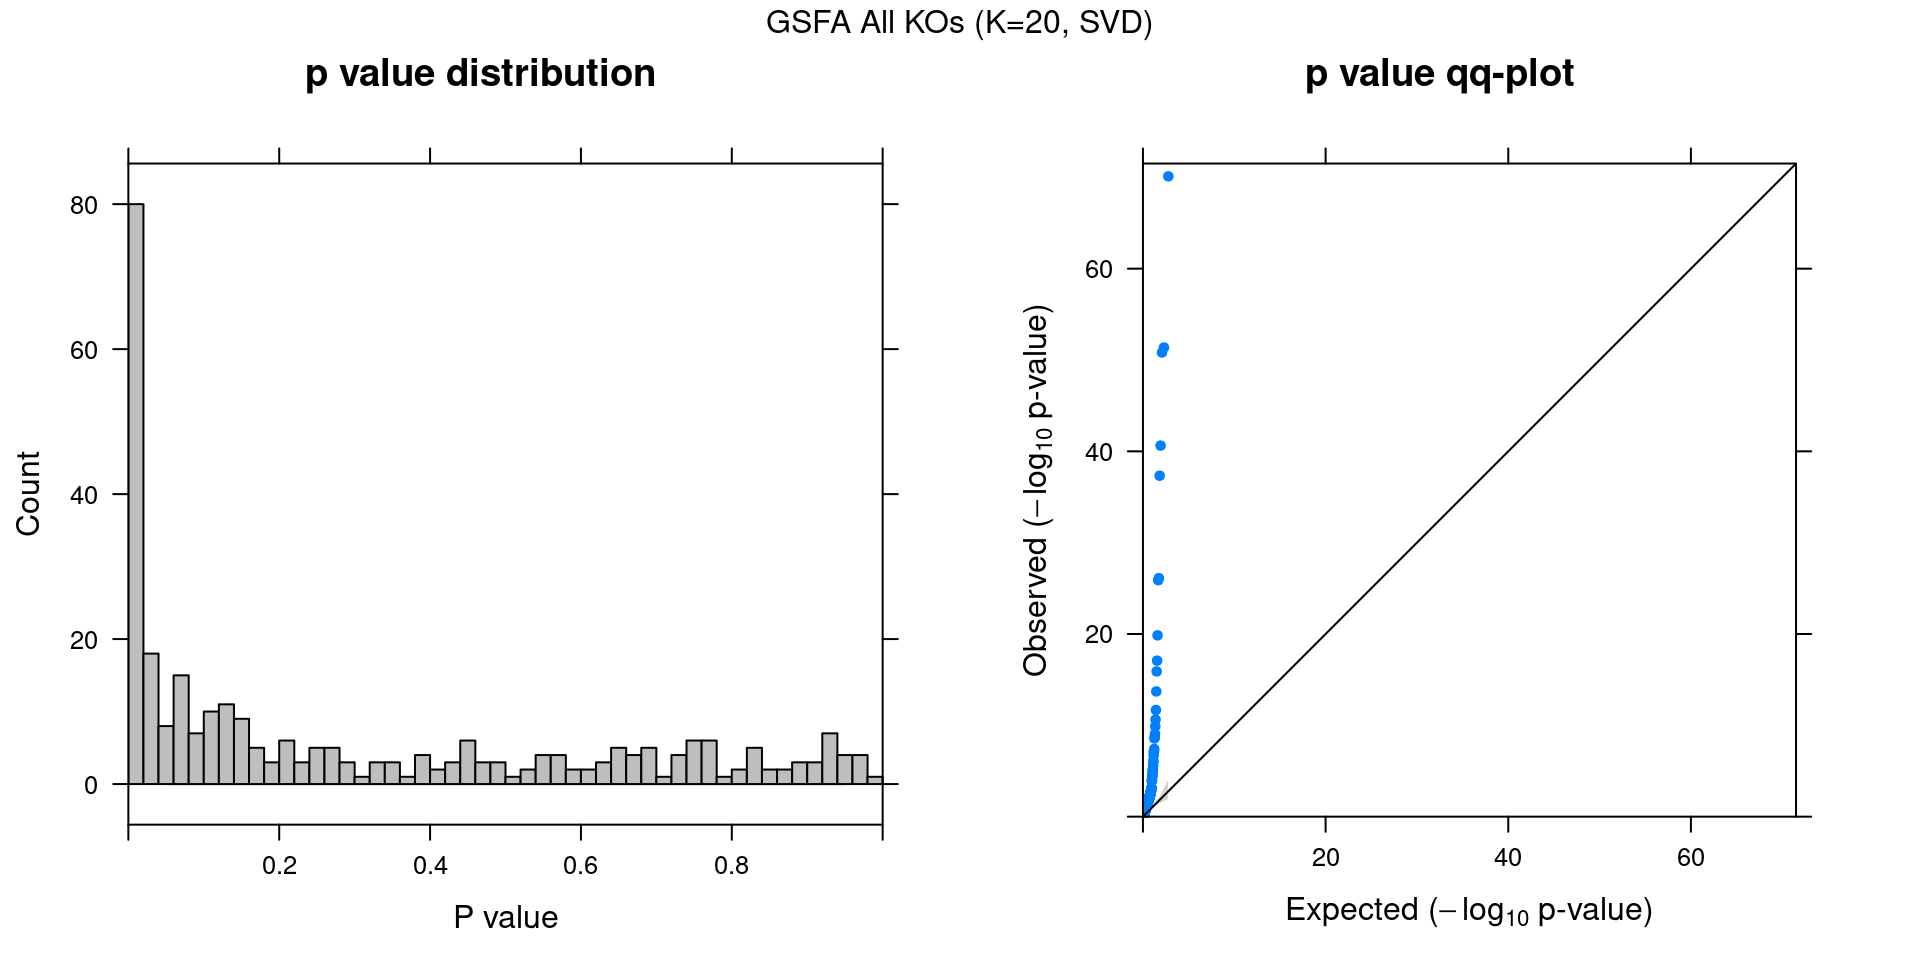 GSFA All KOs (K=20, SVD)
p value distribution
80
60
40
20
0
Count
0.2 0.4 0.6 0.8
P value
p value qq-plot
60
40
20
Observed (−log10 p-value)
20 40 60
Expected (−log10 p-value)